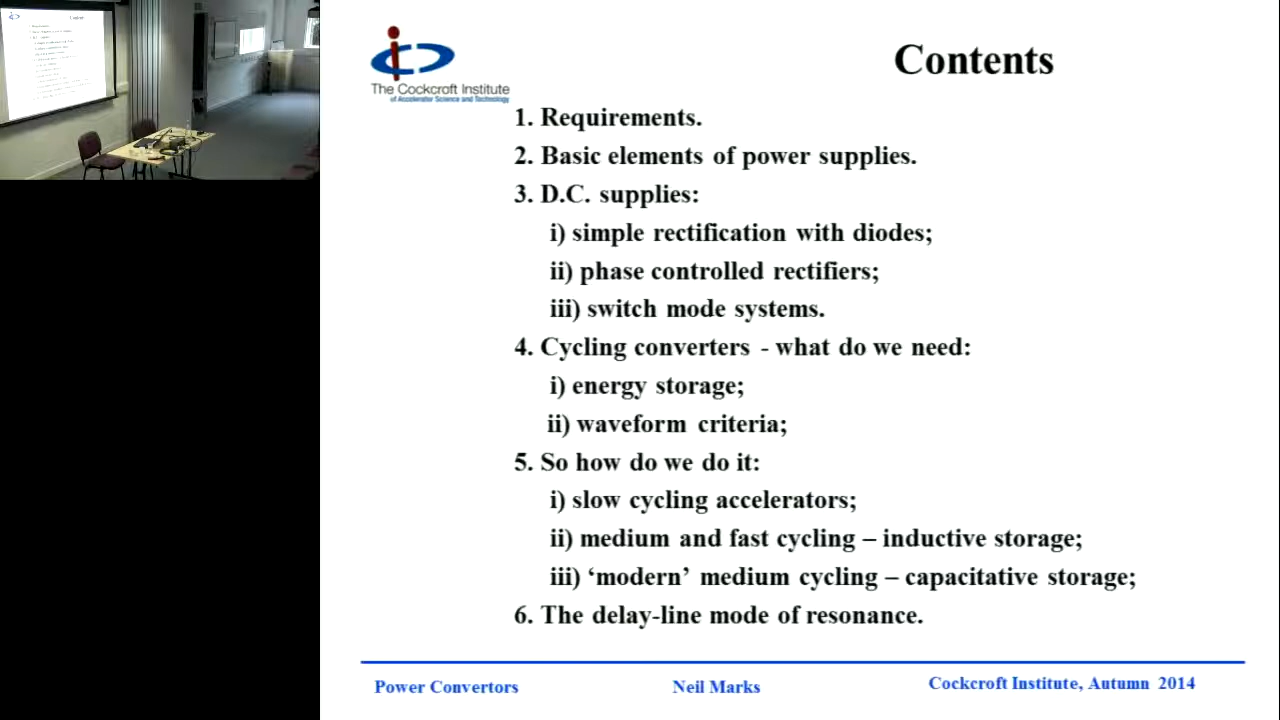 The Cockcroft Institute
of Accelerator Science and Technology
Contents
1. Requirements.
2. Basic elements of power supplies.
3. D.C. supplies:
i) simple rectification with diodes;
ii) phase controlled rectifiers;
iii) switch mode systems.
4. Cycling converters - what do we need:
i) energy storage;
ii) waveform criteria;
5. So how do we do it:
i) slow cycling accelerators;
ii) medium and fast cycling – inductive storage;
iii) ‘modern’ medium cycling – capacitative storage;
6. The delay-line mode of resonance.
Power Convertors
Neil Marks
Cockcroft Institute, Autumn 2014